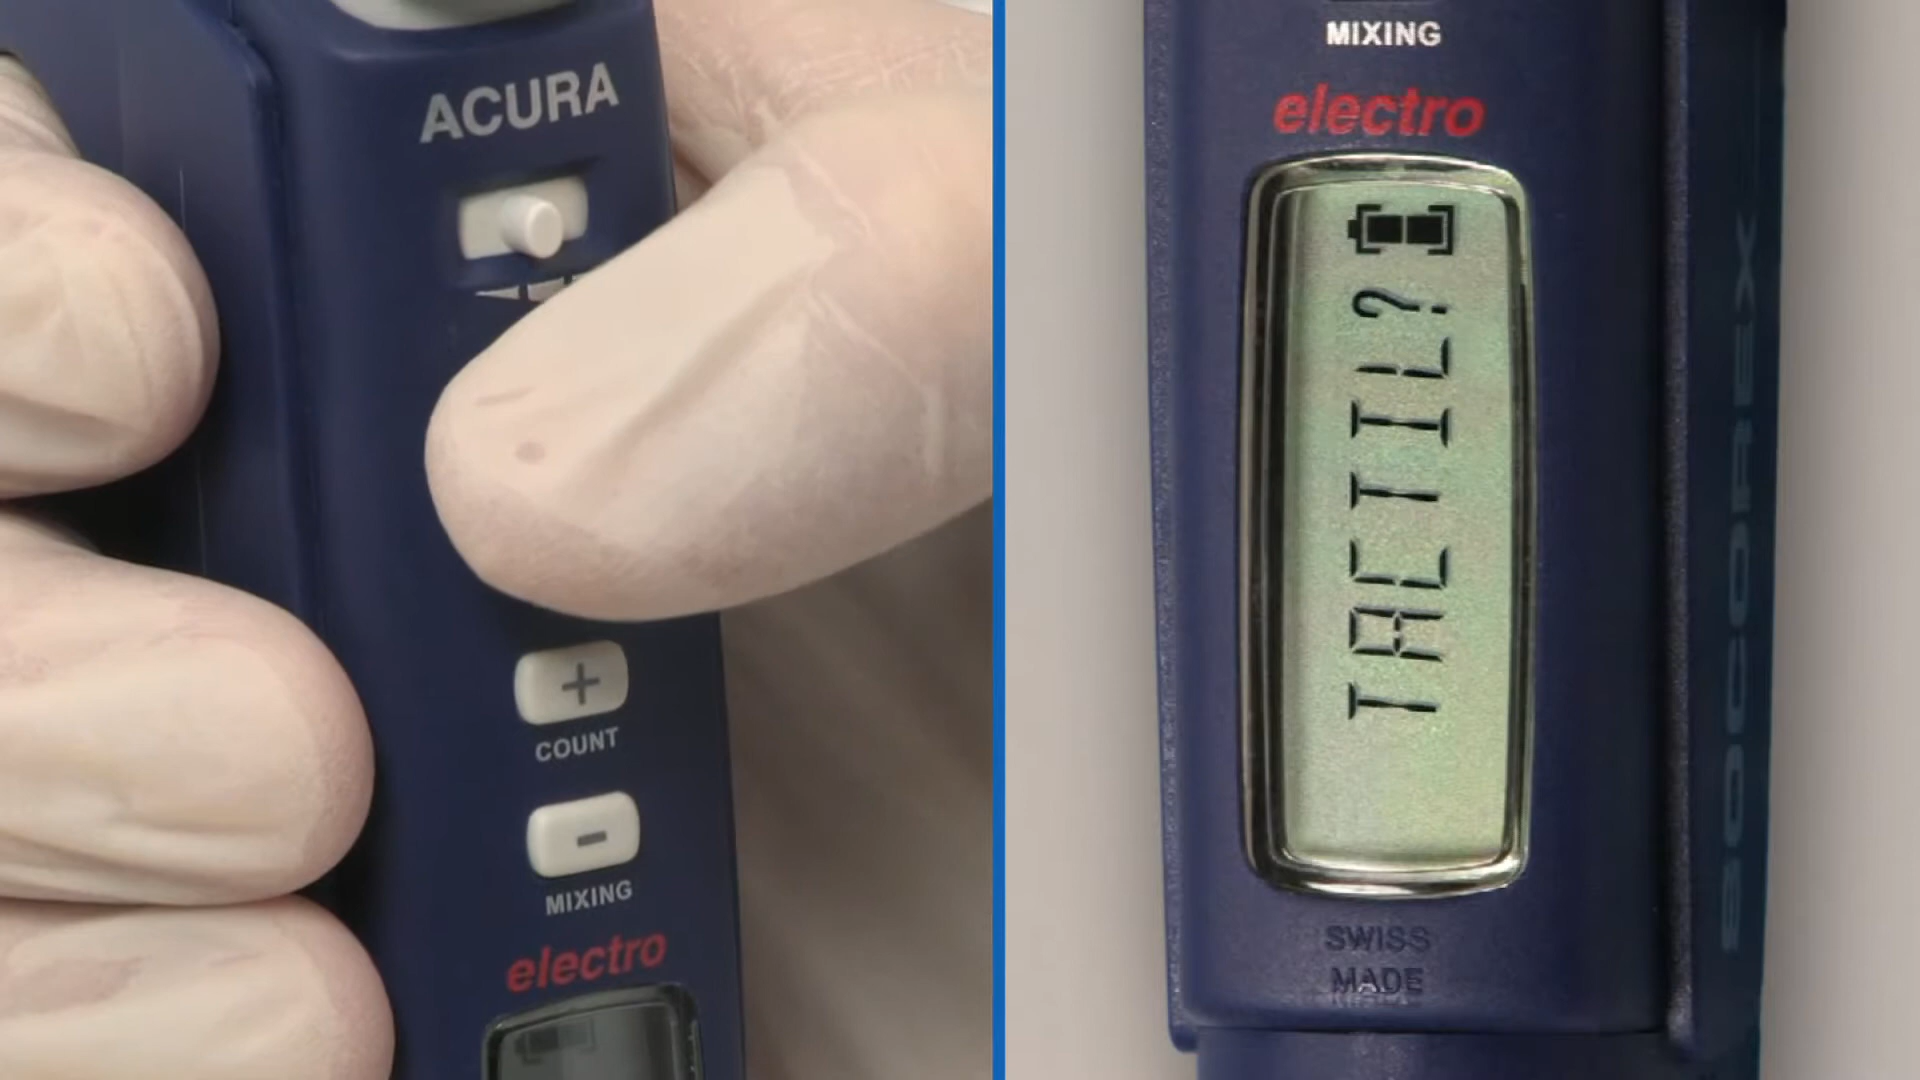 ACURA
+
COUNT
-
MIXING
electro
MIXING
electro
TACTIL?
SWISS
MADE
SOCOREX